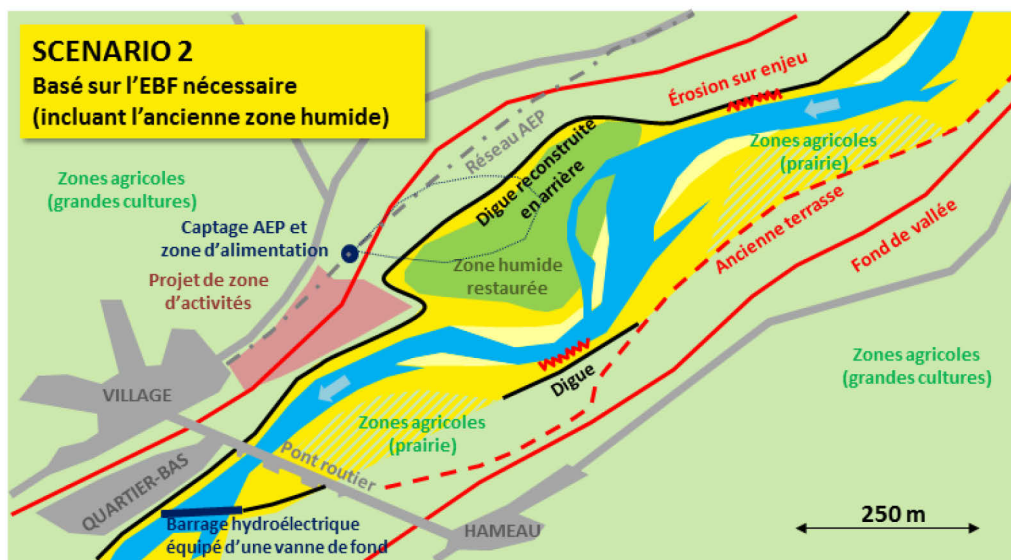 SCENARIO 2
Basé sur l'EBF nécessaire
(incluant l'ancienne zone humide)
Érosion sur enjeu
Réseau AEP
Digue reconstruite
en arrière
Zones agricoles
(prairie)
Zones agricoles
(grandes cultures)
Captage AEP et
zone d'alimentation
Ancienne terrasse
Fond de vallée
Zone humide
restaurée
Projet de zone
d'activités
Zones agricoles
(grandes cultures)
Digue
VILLAGE
Zones agricoles
(prairie)
Pont routier
QUARTIER-BAS
250 m
Barrage hydroélectrique
équipé d'une vanne de fond
HAMEAU